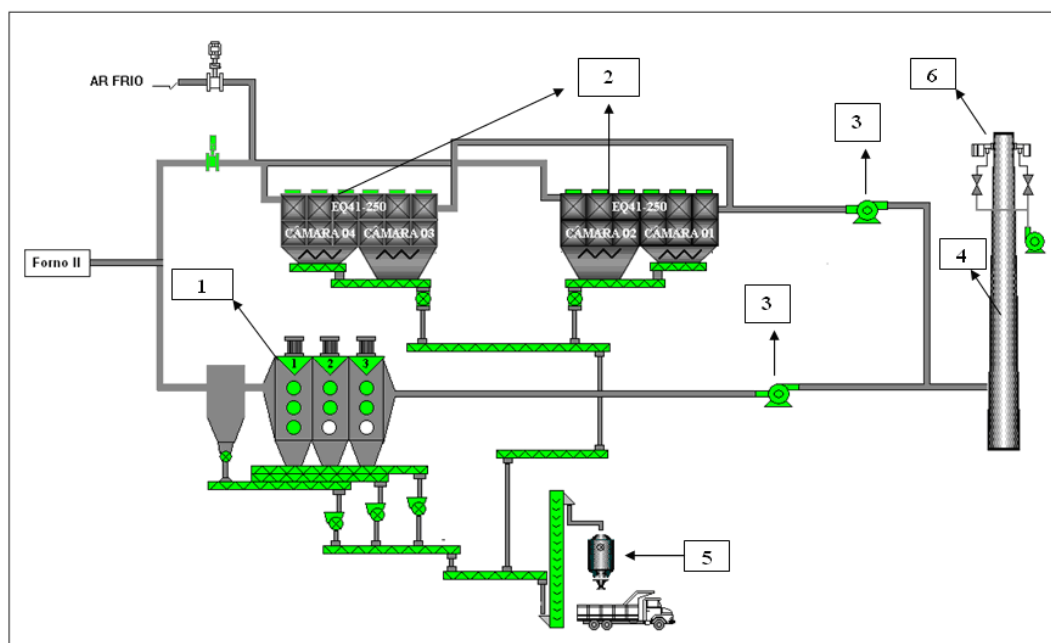 2
6
AR FRIO
3
EQ41-250
CÂMARA 04
CÂMARA 03
EQ41-250
CÂMARA 02
CÂMARA 01
Forno II
1
4
3
1
2
3
5